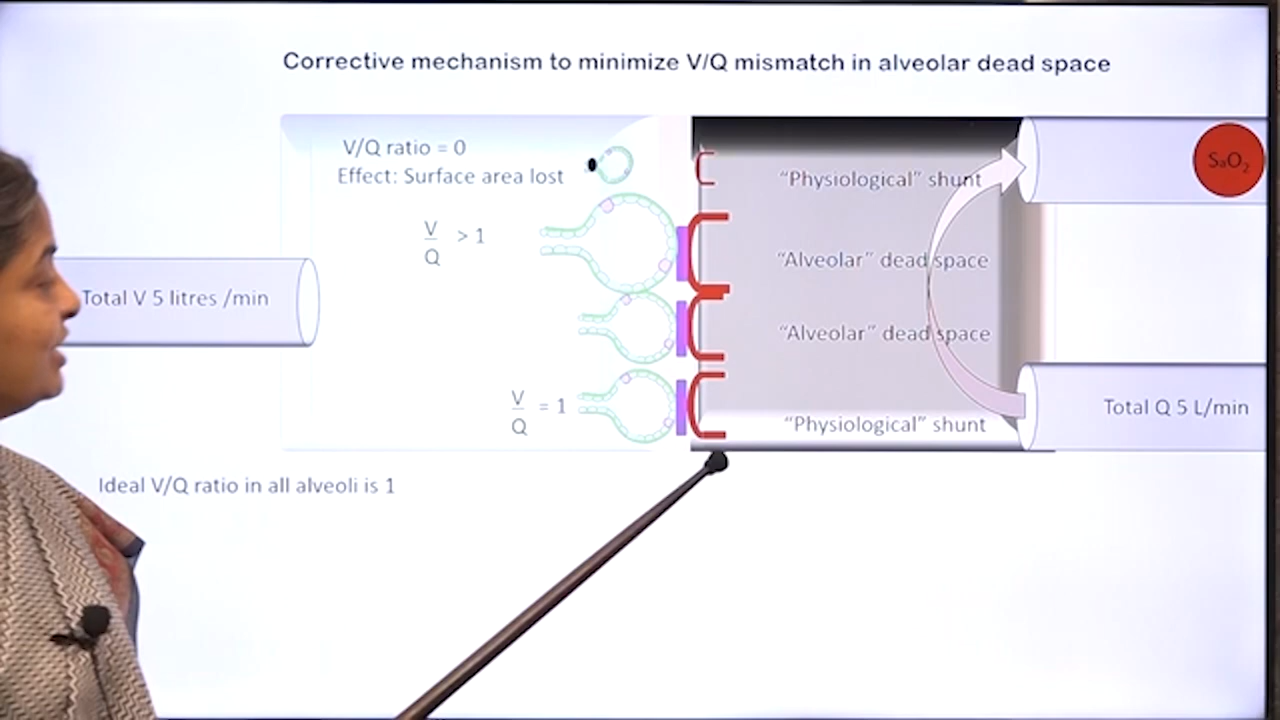 Corrective mechanism to minimize V/Q mismatch in alveolar dead space
V/Q ratio = 0
Effect: Surface area lost
"Physiological" shunt
SaO2
V
Q
> 1
"Alveolar" dead space
Total V 5 litres /min
"Alveolar" dead space
V
Q
= 1
"Physiological" shunt
Total Q 5 L/min
Ideal V/Q ratio in all alveoli is 1